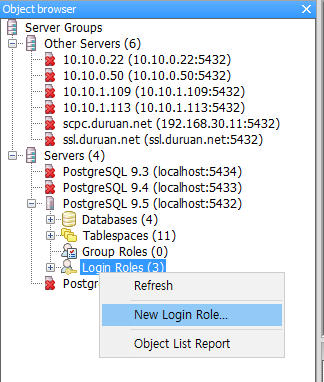 Object browser
Server Groups
Other Servers (6)
10.10.0.22 (10.10.0.22:5432)
10.10.0.50 (10.10.0.50:5432)
10.10.1.109 (10.10.1.109:5432)
10.10.1.113 (10.10.1.113:5432)
scpc.duruan.net (192.168.30.11:5432)
ssl.duruan.net (ssl.duruan.net:5432)
Servers (4)
PostgreSQL 9.3 (localhost:5434)
PostgreSQL 9.4 (localhost:5433)
PostgreSQL 9.5 (localhost:5432)
Databases (4)
Tablespaces (11)
Group Roles (0)
Login Roles (3)
Postgr
Refresh
New Login Role...
Object List Report